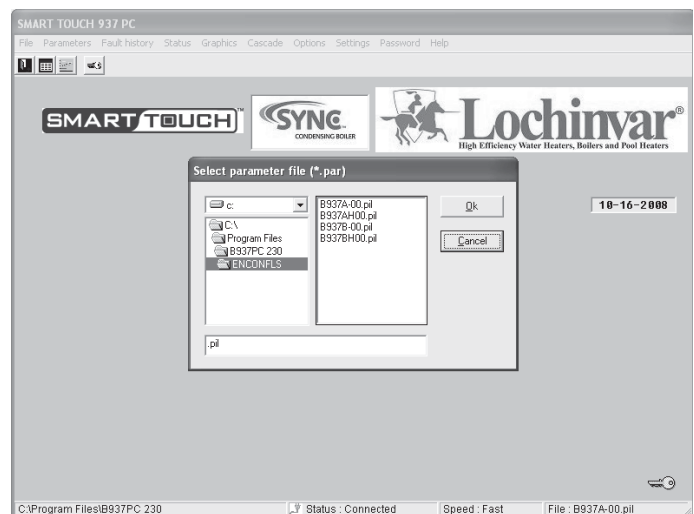 SMART TOUCH 937 PC
File Parameters Fault history Status Graphics Cascade Options Settings Password Help
SMART TOUCH™
SYNC™
CONDENSING BOILER
Lochinvar®
High Efficiency Water Heaters, Boilers and Pool Heaters
Select parameter file (*.par)
c:
C:\
Program Files
B937PC 230
ENCONFLS
B937A-00.pil
B937AH00.pil
B937B-00.pil
B937BH00.pil
Ok
Cancel
.pil
10-16-2008
C:\Program Files\B937PC 230 Status : Connected Speed : Fast File : B937A-00.pil